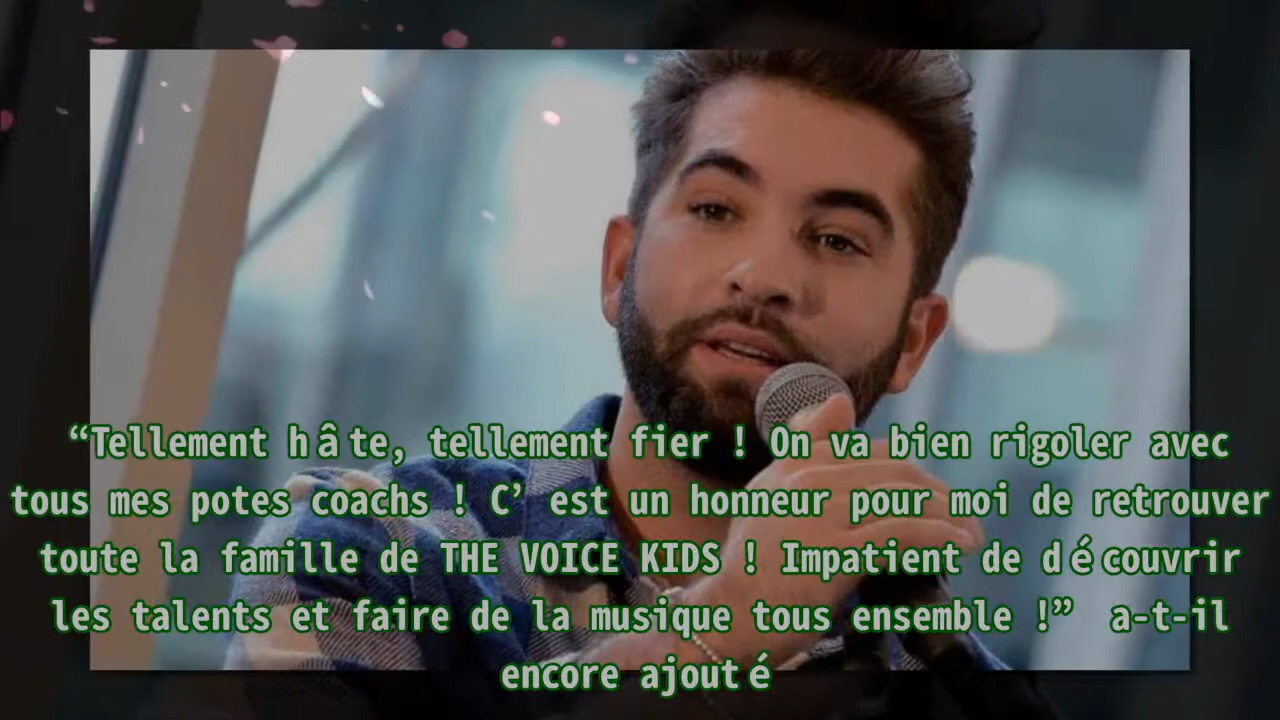 “Tellement hâte, tellement fier ! On va bien rigoler avec
tous mes potes coachs ! C’ est un honneur pour moi de retrouver
toute la famille de THE VOICE KIDS ! Impatient de découvrir
les talents et faire de la musique tous ensemble !” a-t-il
encore ajouté